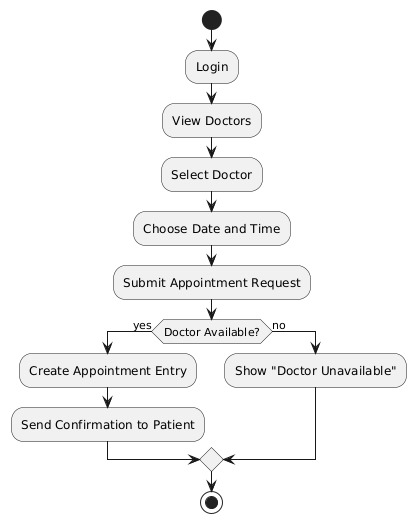 Login
View Doctors
Select Doctor
Choose Date and Time
Submit Appointment Request
yes
Doctor Available?
no
Create Appointment Entry
Show "Doctor Unavailable"
Send Confirmation to Patient